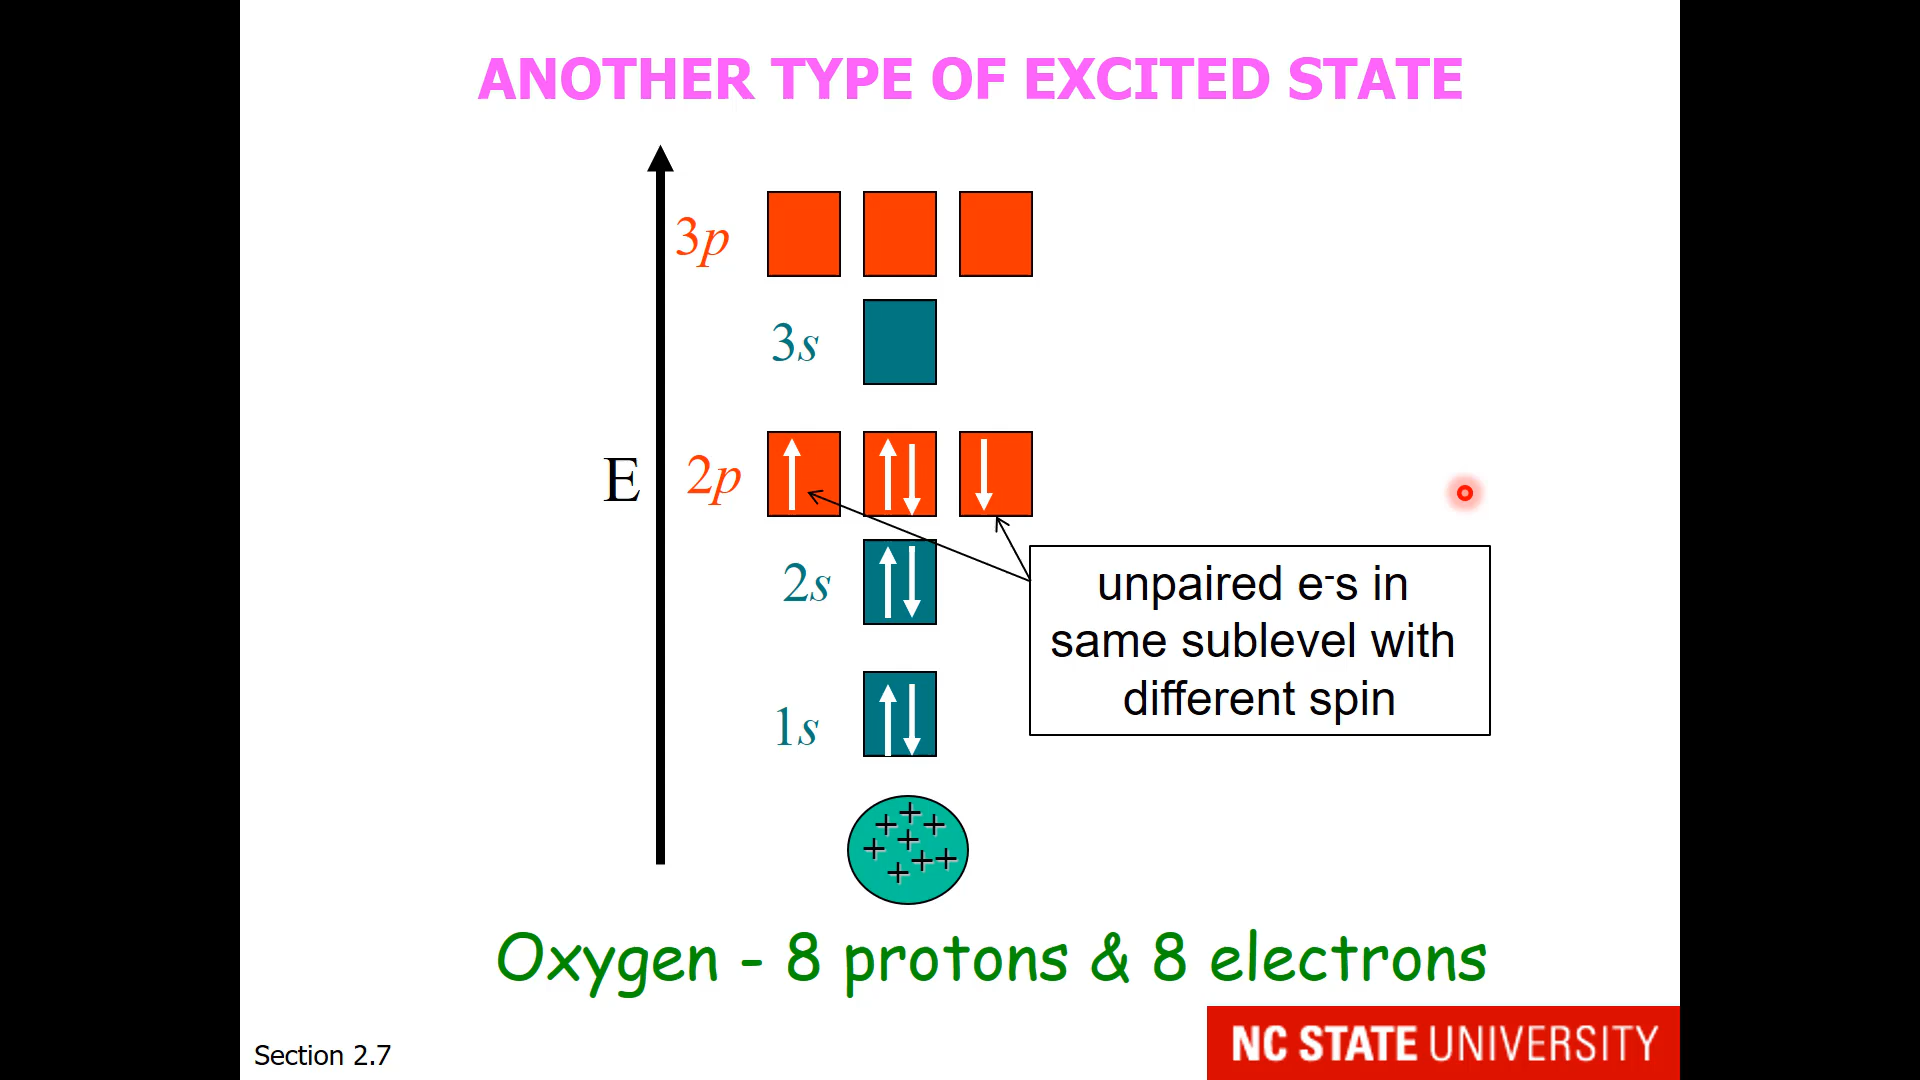 ANOTHER TYPE OF EXCITED STATE
3p
3s
E
2p
2s
unpaired e-s in
same sublevel with
different spin
1s
+ + + + + + + +
Oxygen - 8 protons & 8 electrons
NC STATE UNIVERSITY
Section 2.7